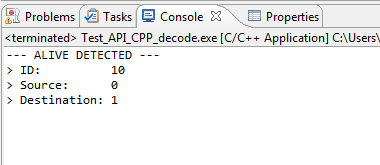 Problems Tasks Console Properties
<terminated> Test_API_CPP_decode.exe [C/C++ Application] C:\Users\
--- ALIVE DETECTED ---
> ID: 10
> Source: 0
> Destination: 1